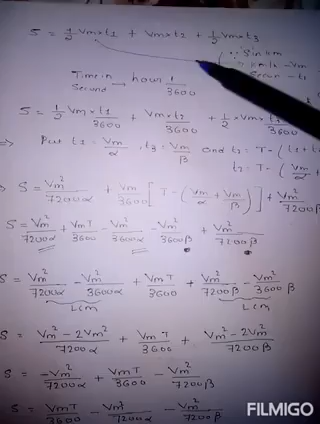 S = 1/2 Vm×t1 + Vm×t2 + 1/2 Vm×t3
Time in Second → hour 1/3600
S = 1/2 Vm×t1/3600 + Vm×t2/3600 + 1/2 × Vm×t3/3600
⇒ Put t1 = Vm/α, t3 = Vm/β and t2 = T - (t1+t
t2 = T - (Vm/α +
S = Vm²/7200α + Vm/3600 [T - (Vm/α + Vm/β)] + Vm²/7200β
S = Vm²/7200α + VmT/3600 - Vm²/3600α - Vm²/3600β + Vm²/7200β
S = Vm²/7200α - Vm²/3600α + VmT/3600 + Vm²/7200β - Vm²/3600β
LCM LCM
S = Vm² - 2Vm²/7200α + VmT/3600 + Vm² - 2Vm²/7200β
S = -Vm²/7200α + VmT/3600 - Vm²/7200β
S = VmT/3600 - Vm²/7200α - Vm²/7200β
FILMIGO